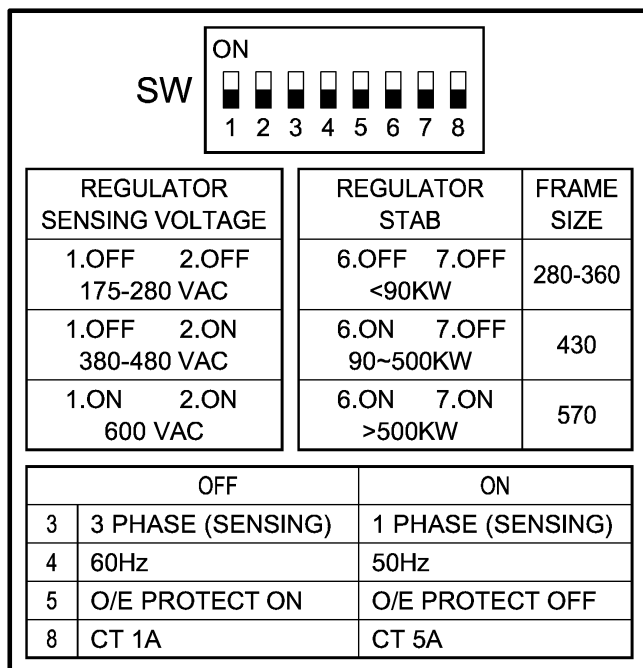 ON
SW
1 2 3 4 5 6 7 8
REGULATOR
SENSING VOLTAGE
1.OFF 2.OFF
175-280 VAC
1.OFF 2.ON
380-480 VAC
1.ON 2.ON
600 VAC
REGULATOR
STAB
FRAME
SIZE
6.OFF 7.OFF
<90KW
280-360
6.ON 7.OFF
90~500KW
430
6.ON 7.ON
>500KW
570
OFF ON
3 3 PHASE (SENSING) 1 PHASE (SENSING)
4 60Hz 50Hz
5 O/E PROTECT ON O/E PROTECT OFF
8 CT 1A CT 5A